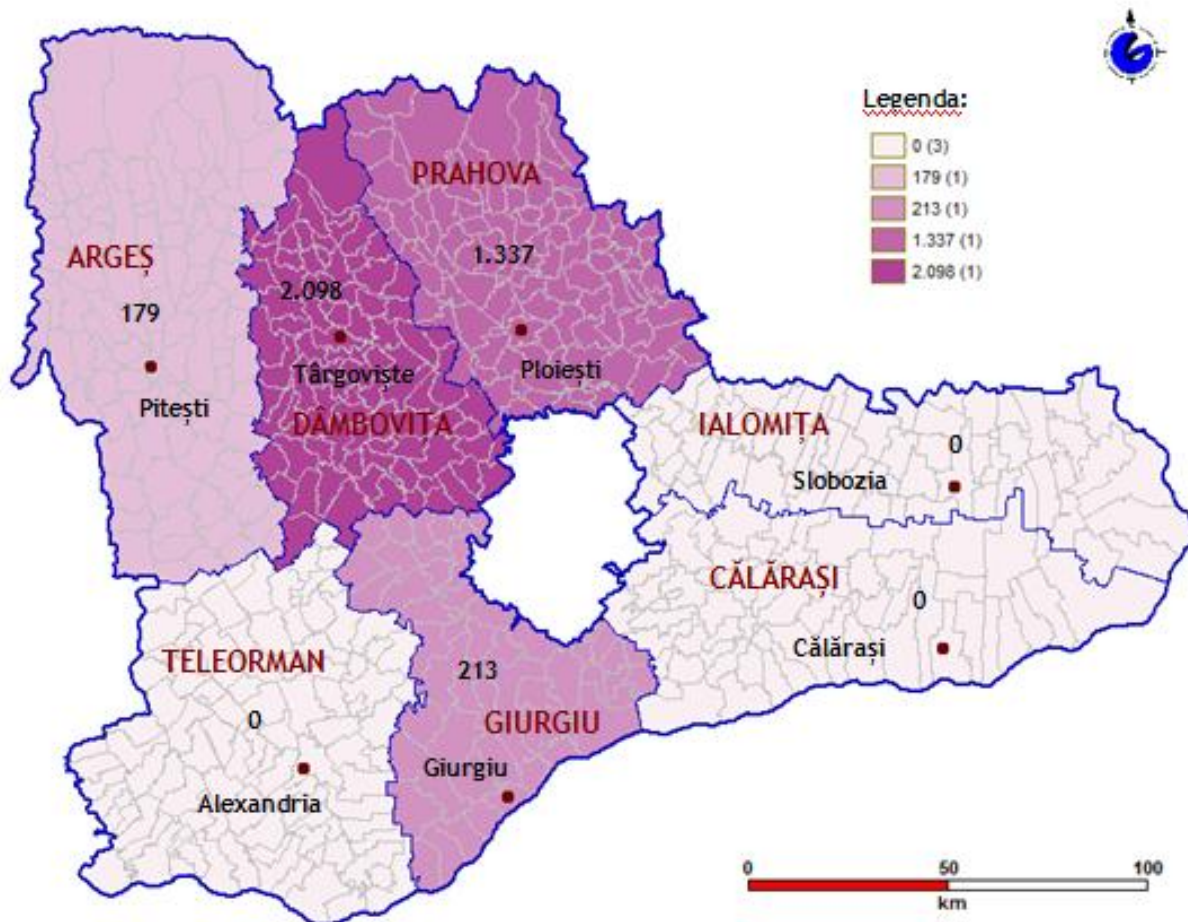 Legenda:
0 (3)
179 (1)
213 (1)
1.337 (1)
2.098 (1)
PRAHOVA
1.337
Ploiești
ARGEȘ
179
Pitești
2.098
Târgoviște
DÂMBOVITA
IALOMIȚA
0
Slobozia
CĂLĂRAȘI
0
Călărași
TELEORMAN
0
Alexandria
213
GIURGIU
Giurgiu
0 50 100
km